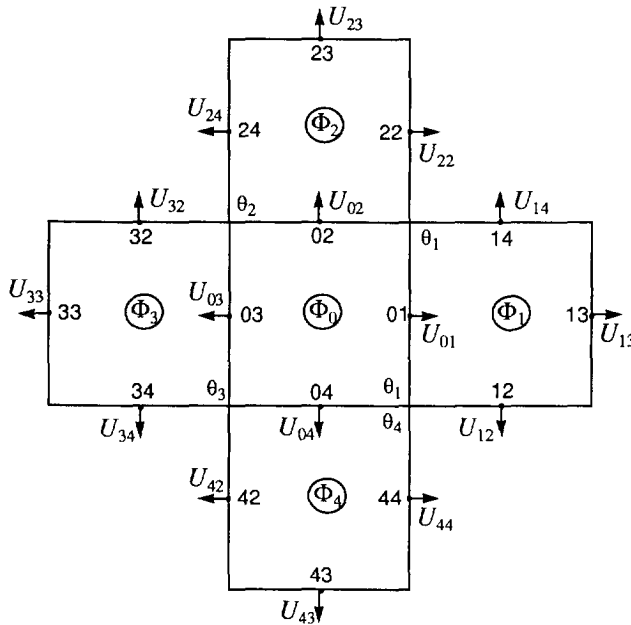 U₂₃
23
U₂₄ 24 Φ₂ 22 U₂₂
U₃₂ θ₂ U₀₂ U₁₄
32 02 θ₁ 14
U₃₃ 33 Φ₃ U₀₃ 03 Φ₀ 01 U₀₁ Φ₁ 13 U₁₃
34 θ₃ 04 θ₁ 12
U₃₄ U₀₄ θ₄ U₁₂
U₄₂ 42 Φ₄ 44 U₄₄
43
U₄₃